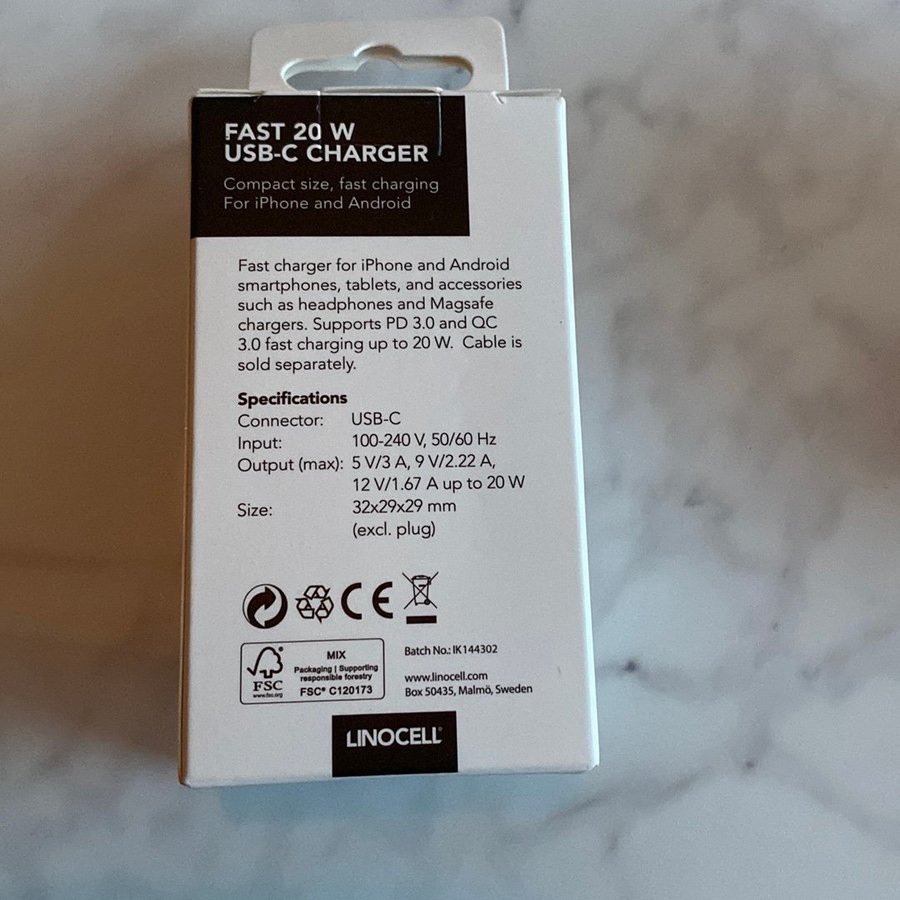 FAST 20 W
USB-C CHARGER
Compact size, fast charging
For iPhone and Android
Fast charger for iPhone and Android
smartphones, tablets, and accessories
such as headphones and Magsafe
chargers. Supports PD 3.0 and QC
3.0 fast charging up to 20 W. Cable is
sold separately.
Specifications
Connector: USB-C
Input: 100-240 V, 50/60 Hz
Output (max): 5 V/3 A, 9 V/2.22 A,
12 V/1.67 A up to 20 W
Size: 32x29x29 mm
(excl. plug)
CE
FSC
www.fsc.org
MIX
Packaging | Supporting
responsible forestry
FSC® C120173
Batch No.: IK144302
www.linocell.com
Box 50435, Malmö, Sweden
LINOCELL®